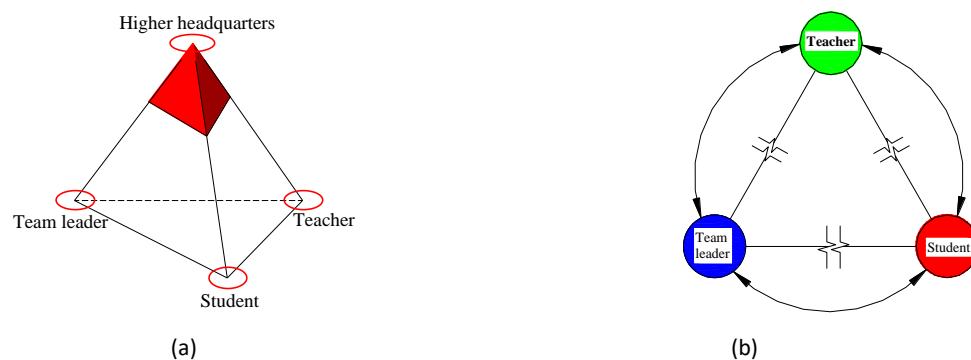 Higher headquarters
Team leader
Teacher
Student
(a)
Teacher
Team
leader
Student
(b)